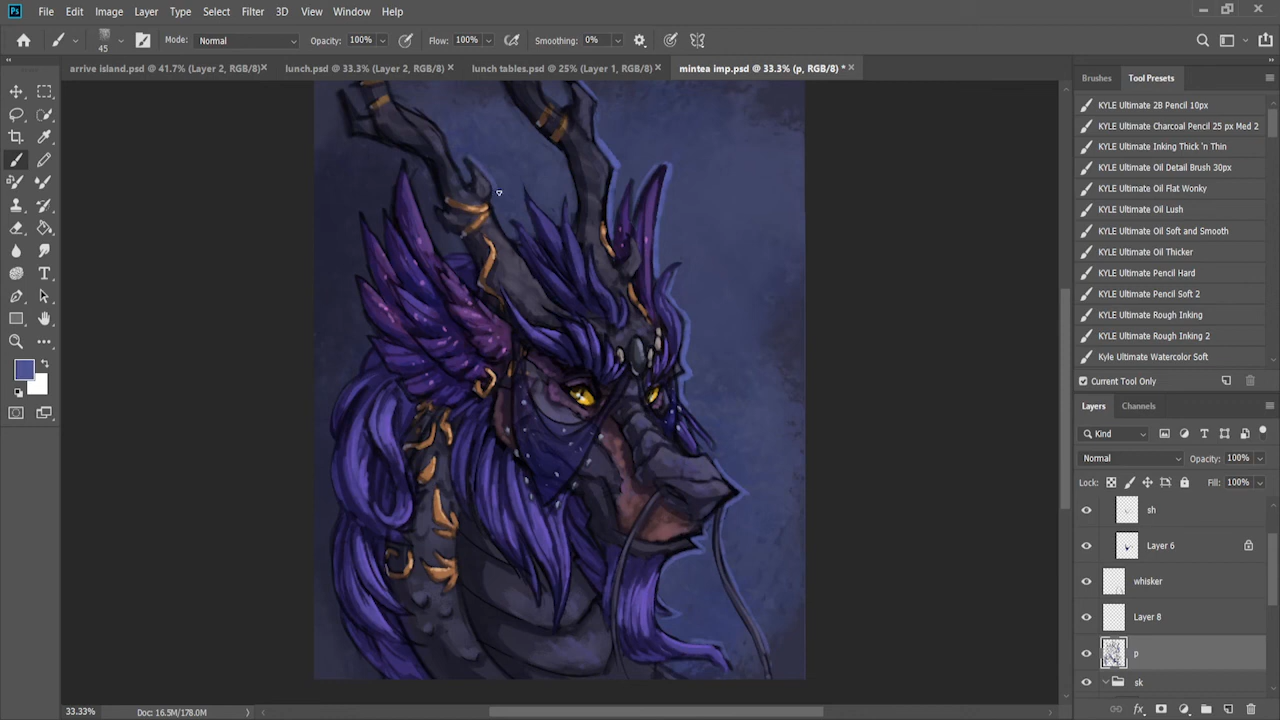 Ps File Edit Image Layer Type Select Filter 3D View Window Help
45 Mode: Normal Opacity: 100% Flow: 100% Smoothing: 0%
arrive island.psd @ 41.7% (Layer 2, RGB/8) × lunch.psd @ 33.3% (Layer 2, RGB/8) × lunch tables.psd @ 25% (Layer 1, RGB/8) × mintea imp.psd @ 33.3% (p, RGB/8) * ×
Brushes Tool Presets
KYLE Ultimate 2B Pencil 10px
KYLE Ultimate Charcoal Pencil 25 px Med 2
KYLE Ultimate Inking Thick 'n Thin
KYLE Ultimate Oil Detail Brush 30px
KYLE Ultimate Oil Flat Wonky
KYLE Ultimate Oil Lush
KYLE Ultimate Oil Soft and Smooth
KYLE Ultimate Oil Thicker
KYLE Ultimate Pencil Hard
KYLE Ultimate Pencil Soft 2
KYLE Ultimate Rough Inking
KYLE Ultimate Rough Inking 2
Kyle Ultimate Watercolor Soft
Current Tool Only
Layers Channels
Kind
Normal Opacity: 100%
Lock: Fill: 100%
sh
Layer 6
whisker
Layer 8
p
sk
33.33% Doc: 16.5M/178.0M